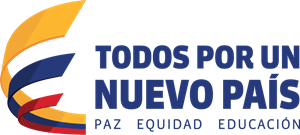 TODOS POR UN
NUEVO PAÍS
PAZ EQUIDAD EDUCACIÓN